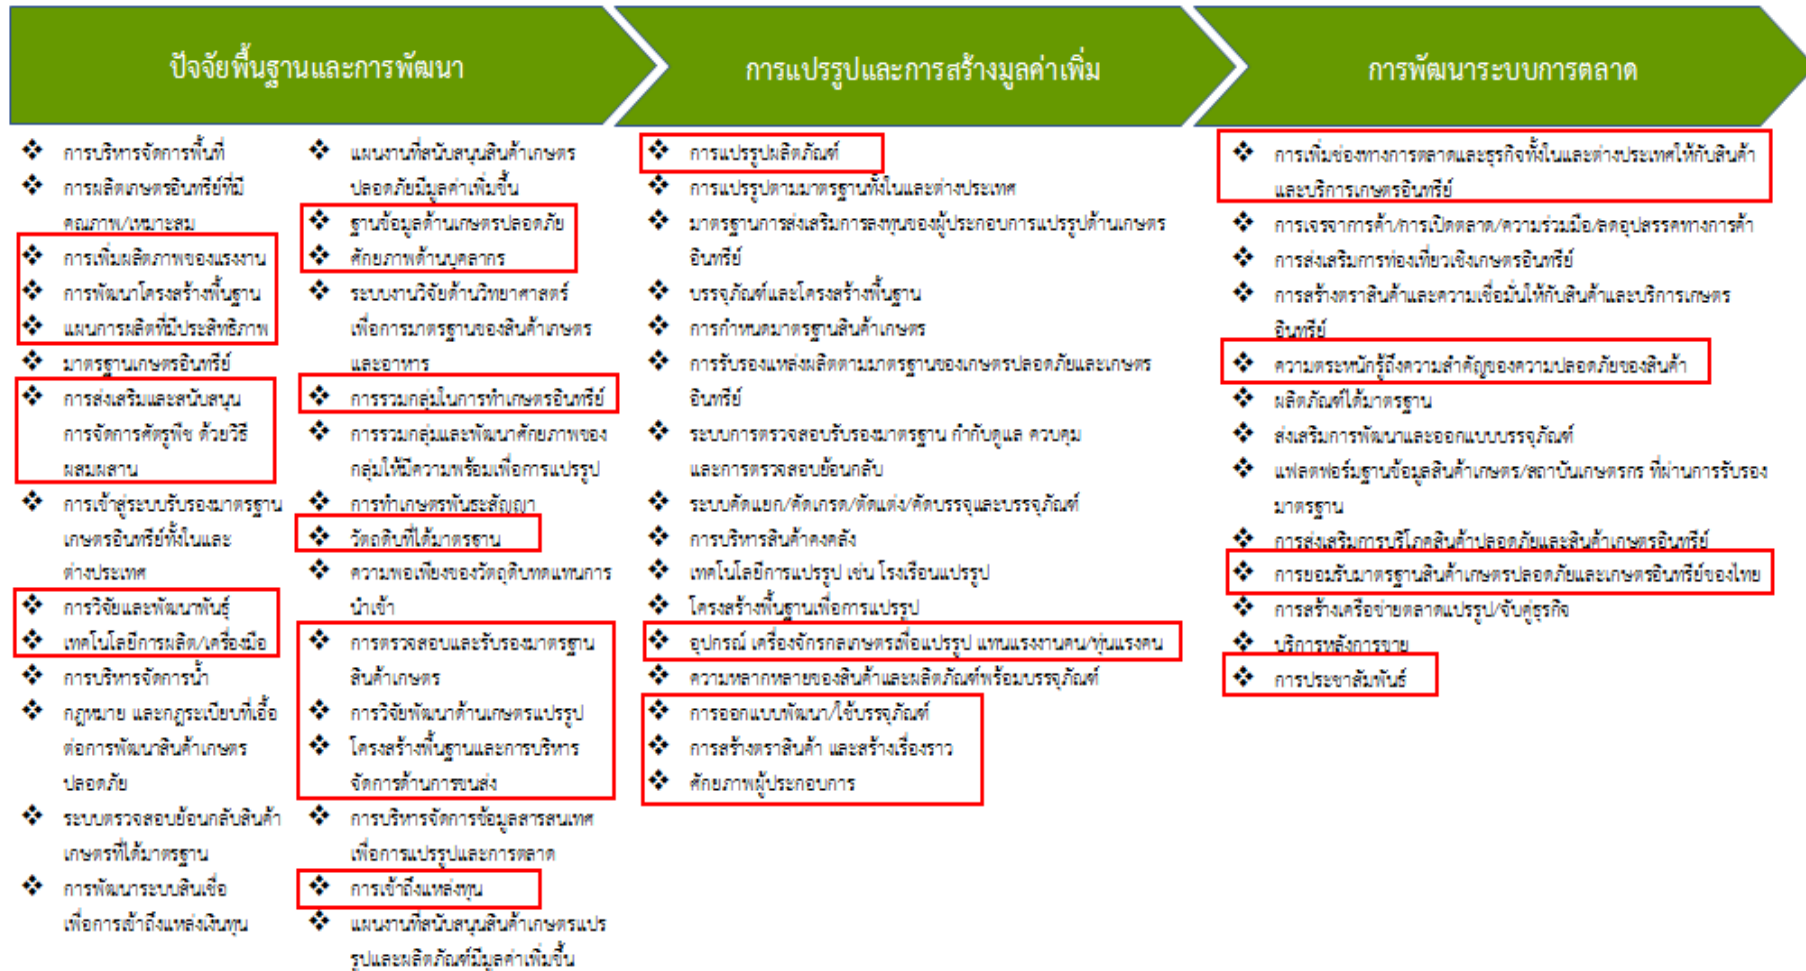 ปัจจัยพื้นฐานและการพัฒนา
การบริหารจัดการพื้นที่
การผลิตเกษตรอินทรีย์ที่มี
คุณภาพ/เหมาะสม
การเพิ่มผลิตภาพของแรงงาน
การพัฒนาโครงสร้างพื้นฐาน
แผนการผลิตที่มีประสิทธิภาพ
มาตรฐานเกษตรอินทรีย์
การส่งเสริมและสนับสนุน
การจัดการศัตรูพืช ด้วยวิธี
ผสมผสาน
การเข้าสู่ระบบรับรองมาตรฐาน
เกษตรอินทรีย์ทั้งในและ
ต่างประเทศ
การวิจัยและพัฒนาพันธุ์
เทคโนโลยีการผลิต/เครื่องมือ
การบริหารจัดการน้ำ
กฎหมาย และกฎระเบียบที่เอื้อ
ต่อการพัฒนาสินค้าเกษตร
ปลอดภัย
ระบบตรวจสอบย้อนกลับสินค้า
เกษตรที่ได้มาตรฐาน
การพัฒนาระบบสินเชื่อ
เพื่อการเข้าถึงแหล่งเงินทุน
แผนงานที่สนับสนุนสินค้าเกษตร
ปลอดภัยมีมูลค่าเพิ่มขึ้น
ฐานข้อมูลด้านเกษตรปลอดภัย
ศักยภาพด้านบุคลากร
ระบบงานวิจัยด้านวิทยาศาสตร์
เพื่อการมาตรฐานของสินค้าเกษตร
และอาหาร
การรวมกลุ่มในการทำเกษตรอินทรีย์
การรวมกลุ่มและพัฒนาศักยภาพของ
กลุ่มให้มีความพร้อมเพื่อการแปรรูป
การทำเกษตรพันธะสัญญา
วัตถุดิบที่ได้มาตรฐาน
ความพอเพียงของวัตถุดิบทดแทนการ
นำเข้า
การตรวจสอบและรับรองมาตรฐาน
สินค้าเกษตร
การวิจัยพัฒนาด้านเกษตรแปรรูป
โครงสร้างพื้นฐานและการบริหาร
จัดการด้านการขนส่ง
การบริหารจัดการข้อมูลสารสนเทศ
เพื่อการแปรรูปและการตลาด
การเข้าถึงแหล่งทุน
แผนงานที่สนับสนุนสินค้าเกษตรแปร
รูปและผลิตภัณฑ์มีมูลค่าเพิ่มขึ้น
การแปรรูปและการสร้างมูลค่าเพิ่ม
การแปรรูปผลิตภัณฑ์
การแปรรูปตามมาตรฐานทั้งในและต่างประเทศ
มาตรฐานการส่งเสริมการลงทุนของผู้ประกอบการแปรรูปด้านเกษตร
อินทรีย์
บรรจุภัณฑ์และโครงสร้างพื้นฐาน
การกำหนดมาตรฐานสินค้าเกษตร
การรับรองแหล่งผลิตตามมาตรฐานของเกษตรปลอดภัยและเกษตร
อินทรีย์
ระบบการตรวจสอบรับรองมาตรฐาน กำกับดูแล ควบคุม
และการตรวจสอบย้อนกลับ
ระบบคัดแยก/คัดเกรด/ตัดแต่ง/คัดบรรจุและบรรจุภัณฑ์
การบริหารสินค้าคงคลัง
เทคโนโลยีการแปรรูป เช่น โรงเรือนแปรรูป
โครงสร้างพื้นฐานเพื่อการแปรรูป
อุปกรณ์ เครื่องจักรกลเกษตรเพื่อแปรรูป แทนแรงงานคน/ทุ่นแรงคน
ความหลากหลายของสินค้าและผลิตภัณฑ์พร้อมบรรจุภัณฑ์
การออกแบบพัฒนา/ใช้บรรจุภัณฑ์
การสร้างตราสินค้า และสร้างเรื่องราว
ศักยภาพผู้ประกอบการ
การพัฒนาระบบการตลาด
การเพิ่มช่องทางการตลาดและธุรกิจทั้งในและต่างประเทศให้กับสินค้า
และบริการเกษตรอินทรีย์
การเจรจาการค้า/การเปิดตลาด/ความร่วมมือ/ลดอุปสรรคทางการค้า
การส่งเสริมการท่องเที่ยวเชิงเกษตรอินทรีย์
การสร้างตราสินค้าและความเชื่อมั่นให้กับสินค้าและบริการเกษตร
อินทรีย์
ความตระหนักรู้ถึงความสำคัญของความปลอดภัยของสินค้า
ผลิตภัณฑ์ได้มาตรฐาน
ส่งเสริมการพัฒนาและออกแบบบรรจุภัณฑ์
แฟลตฟอร์มฐานข้อมูลสินค้าเกษตร/สถาบันเกษตรกร ที่ผ่านการรับรอง
มาตรฐาน
การส่งเสริมการบริโภคสินค้าปลอดภัยและสินค้าเกษตรอินทรีย์
การยอมรับมาตรฐานสินค้าเกษตรปลอดภัยและเกษตรอินทรีย์ของไทย
การสร้างเครือข่ายตลาดแปรรูป/จับคู่ธุรกิจ
บริการหลังการขาย
การประชาสัมพันธ์